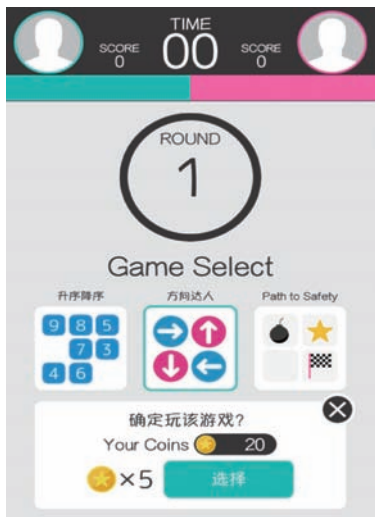 TIME
SCORE 0 00 SCORE 0
ROUND
1
Game Select
升序降序 方向达人 Path to Safety
9 8 5
7 3
4 6
确定玩该游戏?
Your Coins 20
×5 选择